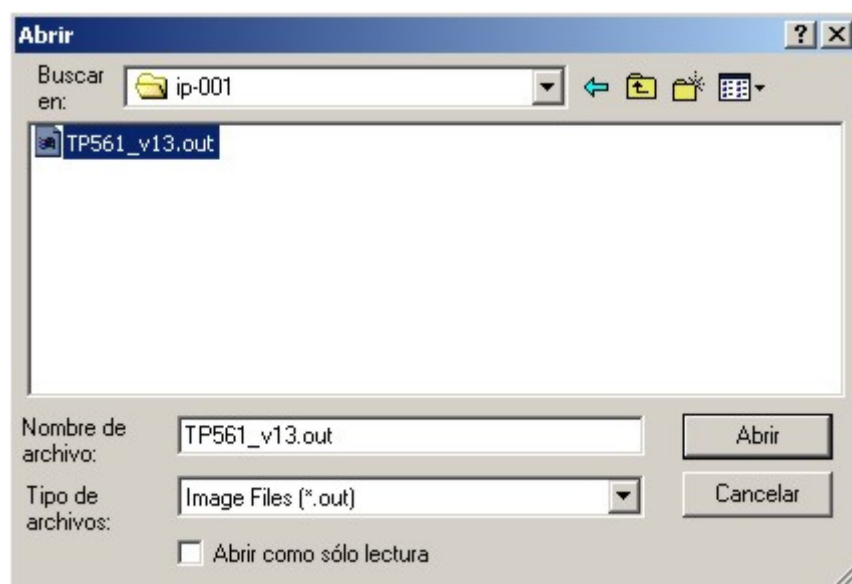 Abrir
Buscar
en:
ip-001
TP561_v13.out
Nombre de
archivo:
TP561_v13.out
Abrir
Tipo de
archivos:
Image Files (*.out)
Cancelar
Abrir como sólo lectura